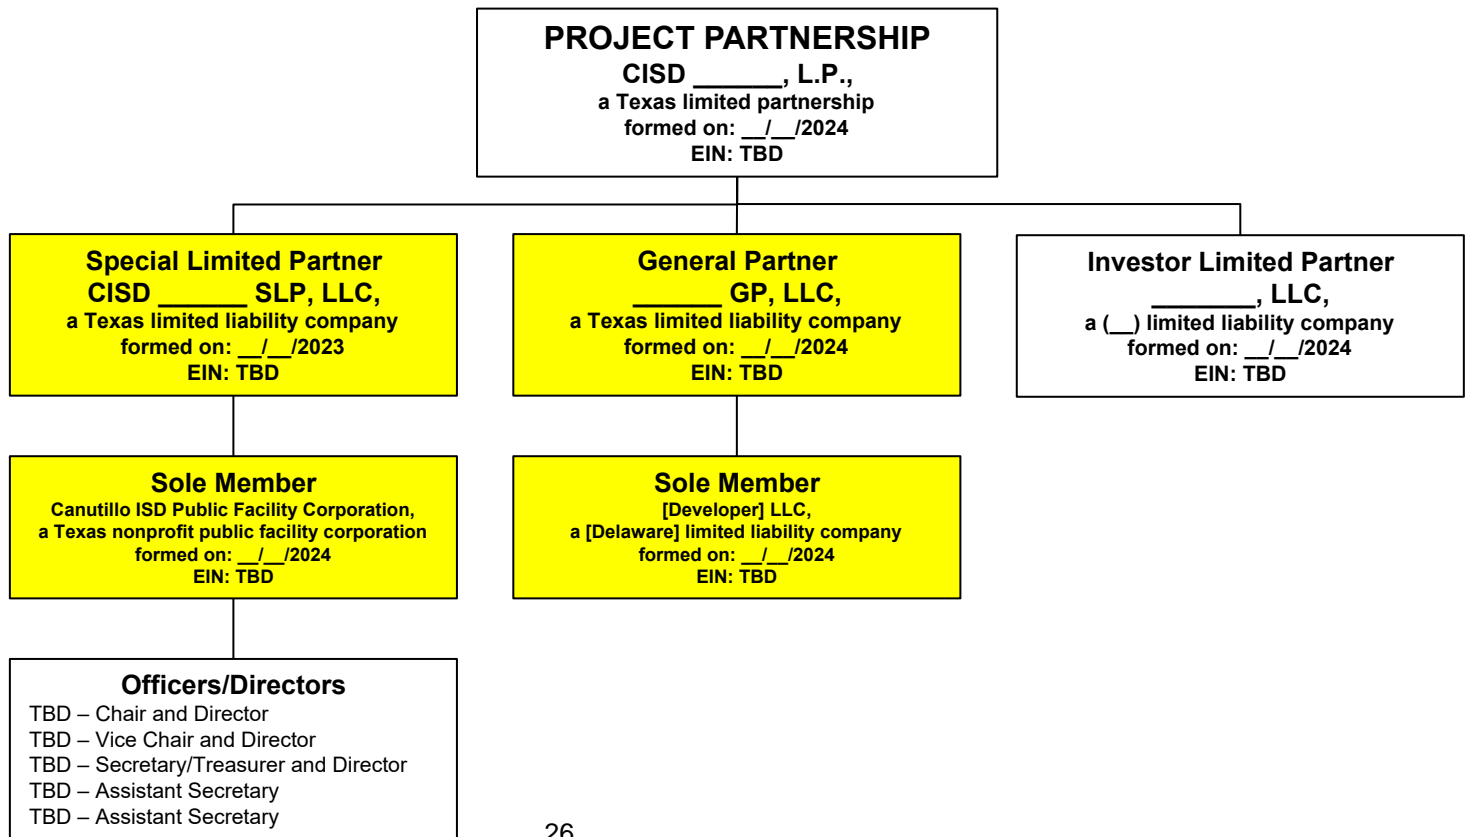 PROJECT PARTNERSHIP
CISD ______, L.P.,
a Texas limited partnership
formed on: __/__/2024
EIN: TBD
Special Limited Partner
CISD ______ SLP, LLC,
a Texas limited liability company
formed on: __/__/2023
EIN: TBD
General Partner
______ GP, LLC,
a Texas limited liability company
formed on: __/__/2024
EIN: TBD
Investor Limited Partner
_______, LLC,
a (__) limited liability company
formed on: __/__/2024
EIN: TBD
Sole Member
Canutillo ISD Public Facility Corporation,
a Texas nonprofit public facility corporation
formed on: __/__/2024
EIN: TBD
Sole Member
[Developer] LLC,
a [Delaware] limited liability company
formed on: __/__/2024
EIN: TBD
Officers/Directors
TBD – Chair and Director
TBD – Vice Chair and Director
TBD – Secretary/Treasurer and Director
TBD – Assistant Secretary
TBD – Assistant Secretary
26